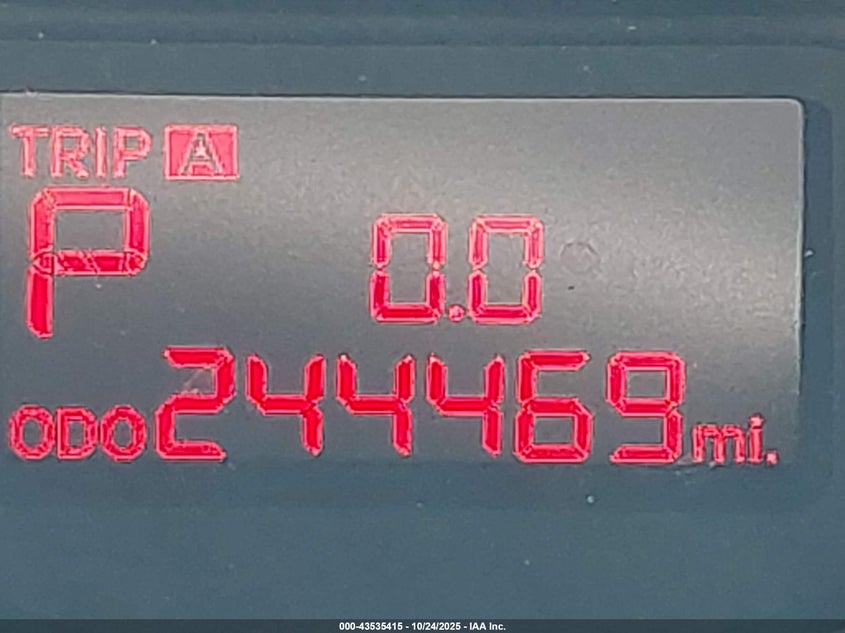 TRIP A
P 0.0
ODO 244469 mi.
000-43535415 - 10/24/2025 - IAA Inc.